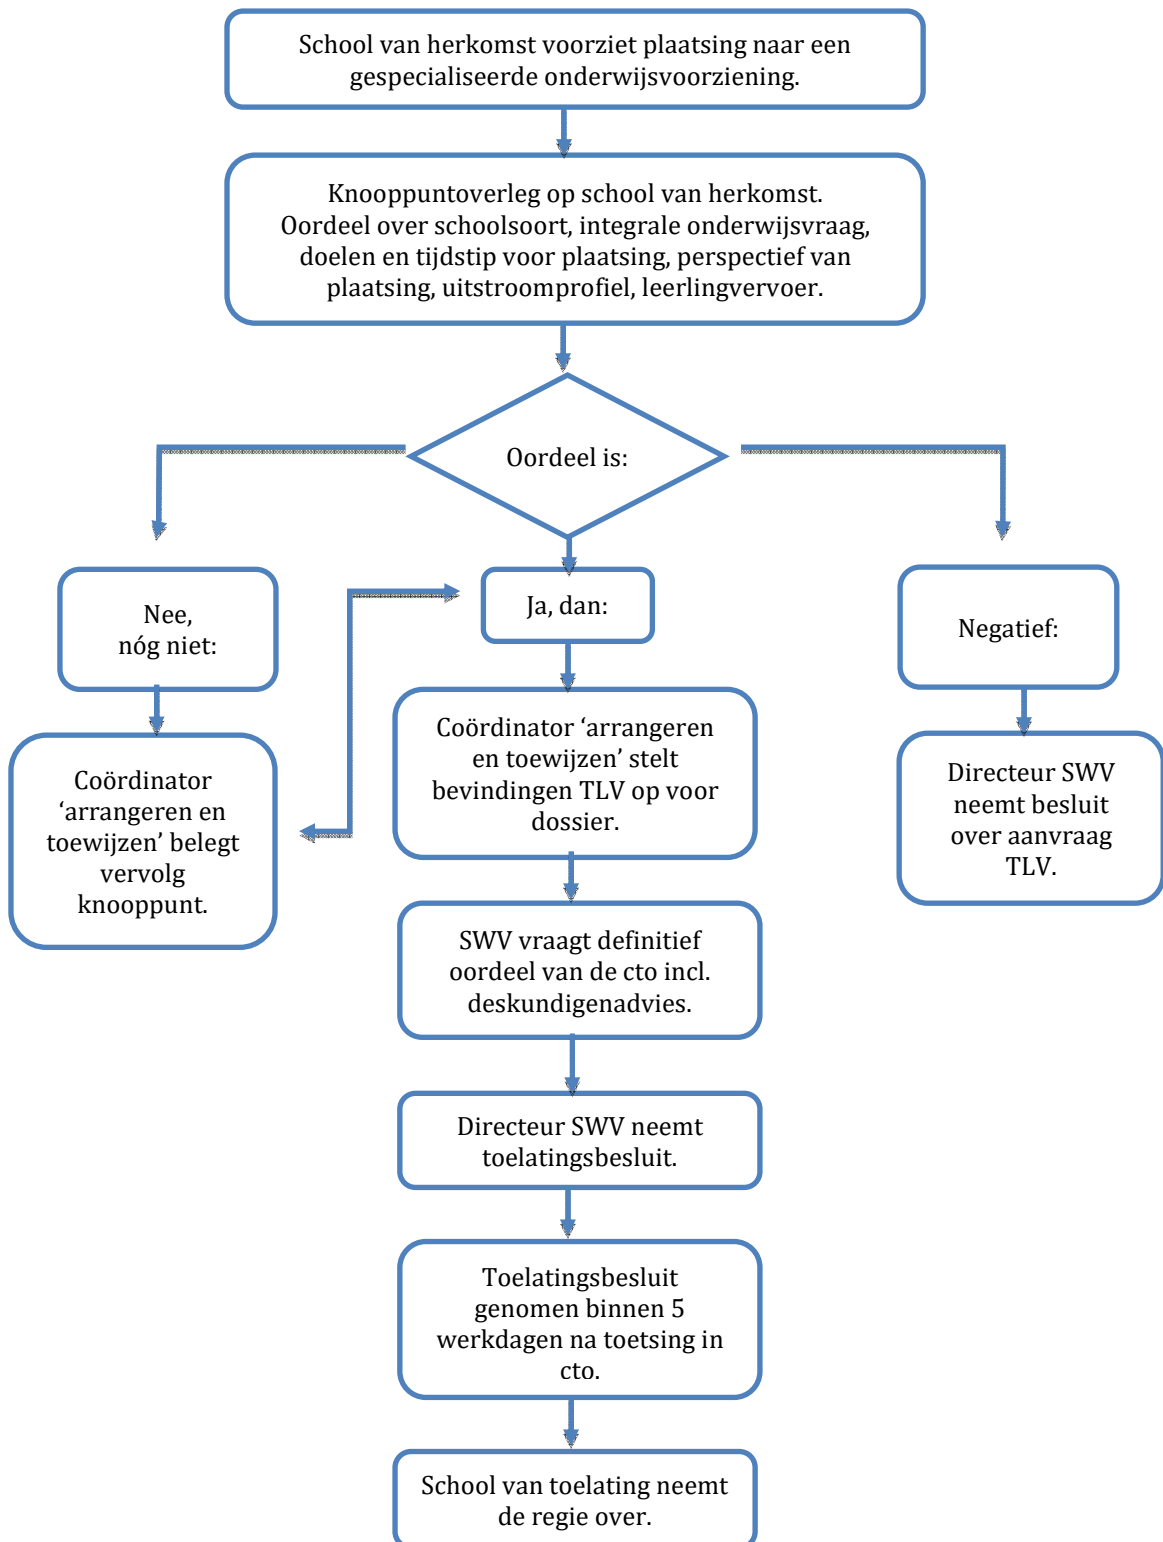 School van herkomst voorziet plaatsing naar een
gespecialiseerde onderwijsvoorziening.
Knooppuntoverleg op school van herkomst.
Oordeel over schoolsoort, integrale onderwijsvraag,
doelen en tijdstip voor plaatsing, perspectief van
plaatsing, uitstroomprofiel, leerlingvervoer.
Oordeel is:
Nee,
nóg niet:
Coördinator
‘arrangeren en
toewijzen’ belegt
vervolg
knooppunt.
Ja, dan:
Coördinator ‘arrangeren
en toewijzen’ stelt
bevindingen TLV op voor
dossier.
SWV vraagt definitief
oordeel van de cto incl.
deskundigenadvies.
Directeur SWV neemt
toelatingsbesluit.
Toelatingsbesluit
genomen binnen 5
werkdagen na toetsing in
cto.
School van toelating neemt
de regie over.
Negatief:
Directeur SWV
neemt besluit
over aanvraag
TLV.